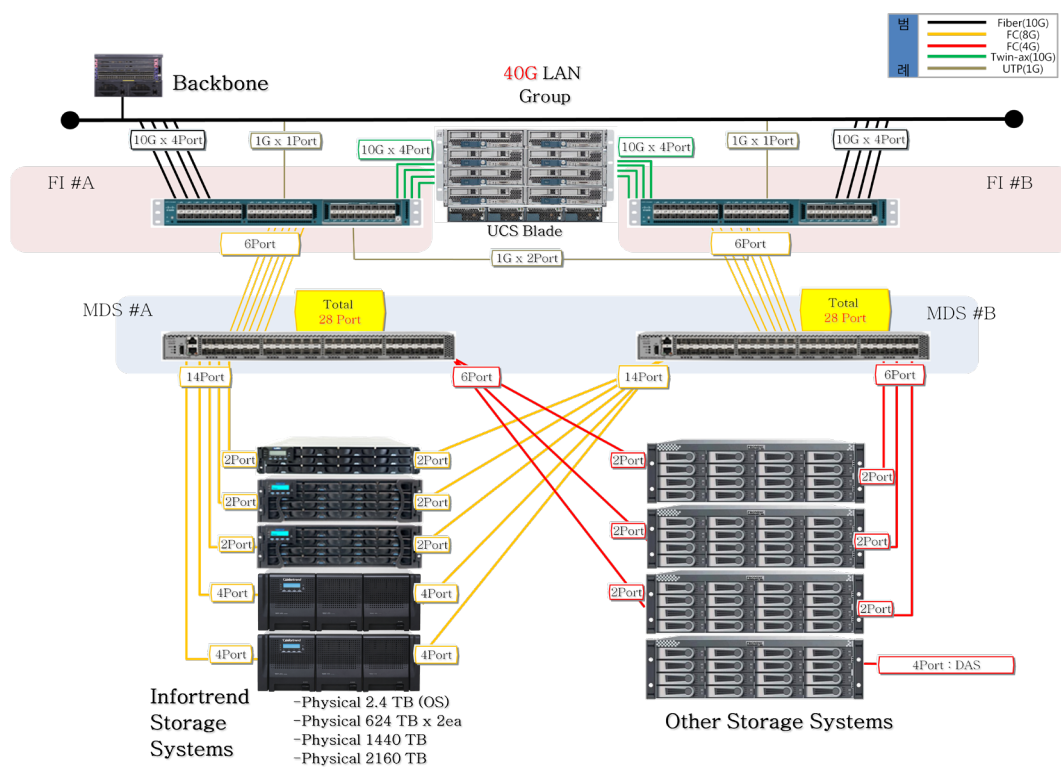 범
례
Fiber(10G)
FC(8G)
FC(4G)
Twin-ax(10G)
UTP(1G)
Backbone
40G LAN
Group
10G x 4Port
1G x 1Port
10G x 4Port
10G x 4Port
1G x 1Port
10G x 4Port
FI #A
FI #B
UCS Blade
6Port
6Port
1G x 2Port
MDS #A
Total
28 Port
Total
28 Port
MDS #B
14Port
6Port
14Port
6Port
2Port
2Port
2Port
2Port
2Port
2Port
2Port
2Port
2Port
2Port
2Port
2Port
4Port
4Port
2Port
2Port
4Port
4Port
4Port : DAS
Infortrend
Storage
Systems
-Physical 2.4 TB (OS)
-Physical 624 TB x 2ea
-Physical 1440 TB
-Physical 2160 TB
Other Storage Systems